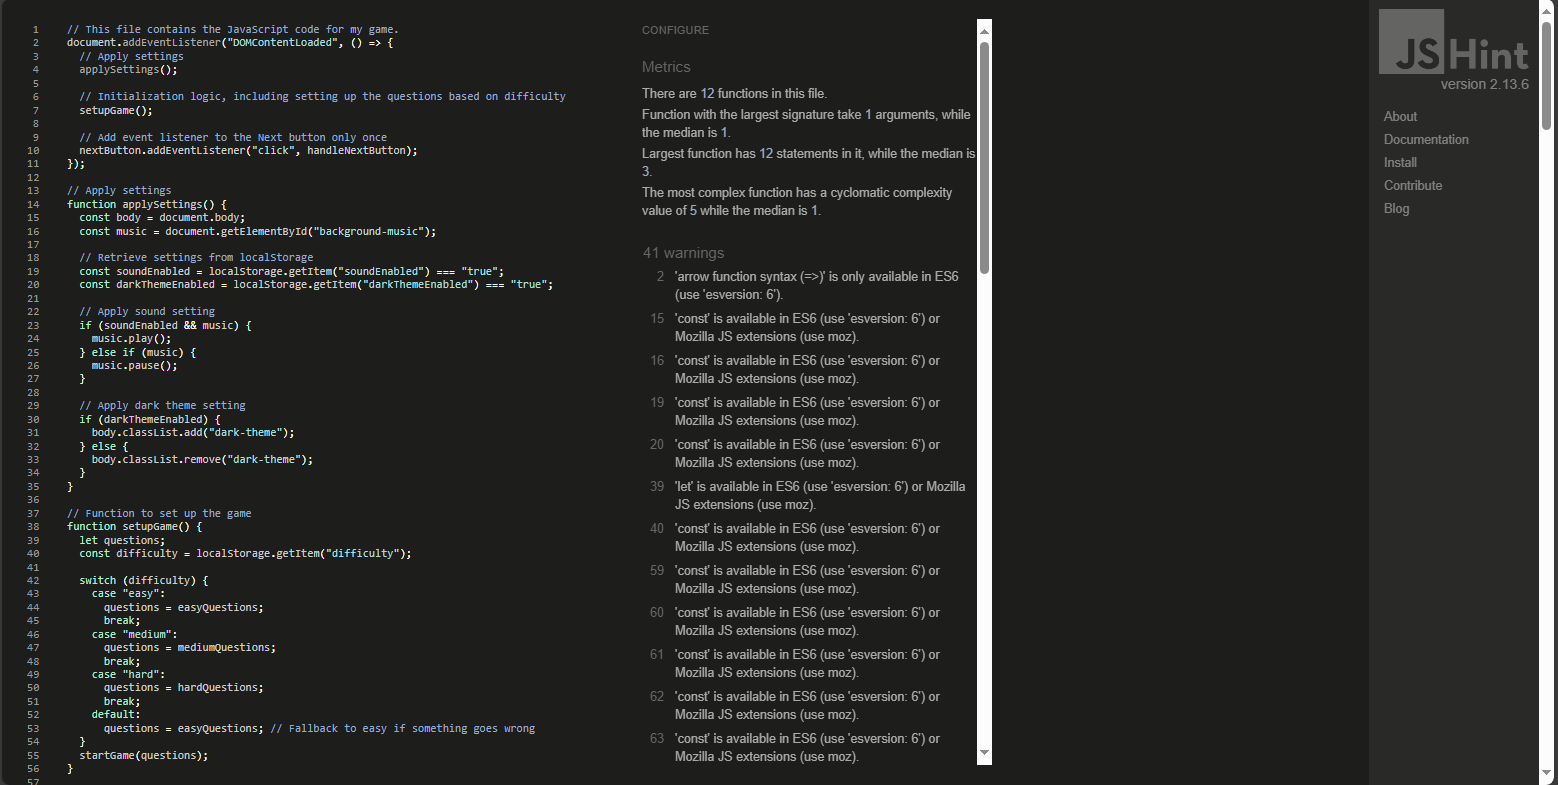 1 // This file contains the JavaScript code for my game.
2 document.addEventListener("DOMContentLoaded", () => {
3 // Apply settings
4 applySettings();
5
6 // Initialization logic, including setting up the questions based on difficulty
7 setupGame();
8
9 // Add event listener to the Next button only once
10 nextButton.addEventListener("click", handleNextButton);
11 });
12
13 // Apply settings
14 function applySettings() {
15 const body = document.body;
16 const music = document.getElementById("background-music");
17
18 // Retrieve settings from localStorage
19 const soundEnabled = localStorage.getItem("soundEnabled") === "true";
20 const darkThemeEnabled = localStorage.getItem("darkThemeEnabled") === "true";
21
22 // Apply sound setting
23 if (soundEnabled && music) {
24 music.play();
25 } else if (music) {
26 music.pause();
27 }
28
29 // Apply dark theme setting
30 if (darkThemeEnabled) {
31 body.classList.add("dark-theme");
32 } else {
33 body.classList.remove("dark-theme");
34 }
35 }
36
37 // Function to set up the game
38 function setupGame() {
39 let questions;
40 const difficulty = localStorage.getItem("difficulty");
41
42 switch (difficulty) {
43 case "easy":
44 questions = easyQuestions;
45 break;
46 case "medium":
47 questions = mediumQuestions;
48 break;
49 case "hard":
50 questions = hardQuestions;
51 break;
52 default:
53 questions = easyQuestions; // Fallback to easy if something goes wrong
54 }
55 startGame(questions);
56 }
57
CONFIGURE
Metrics
There are 12 functions in this file.
Function with the largest signature take 1 arguments, while
the median is 1.
Largest function has 12 statements in it, while the median is
3.
The most complex function has a cyclomatic complexity
value of 5 while the median is 1.
41 warnings
2 'arrow function syntax (=>)' is only available in ES6
(use 'esversion: 6').
15 'const' is available in ES6 (use 'esversion: 6') or
Mozilla JS extensions (use moz).
16 'const' is available in ES6 (use 'esversion: 6') or
Mozilla JS extensions (use moz).
19 'const' is available in ES6 (use 'esversion: 6') or
Mozilla JS extensions (use moz).
20 'const' is available in ES6 (use 'esversion: 6') or
Mozilla JS extensions (use moz).
39 'let' is available in ES6 (use 'esversion: 6') or Mozilla
JS extensions (use moz).
40 'const' is available in ES6 (use 'esversion: 6') or
Mozilla JS extensions (use moz).
59 'const' is available in ES6 (use 'esversion: 6') or
Mozilla JS extensions (use moz).
60 'const' is available in ES6 (use 'esversion: 6') or
Mozilla JS extensions (use moz).
61 'const' is available in ES6 (use 'esversion: 6') or
Mozilla JS extensions (use moz).
62 'const' is available in ES6 (use 'esversion: 6') or
Mozilla JS extensions (use moz).
63 'const' is available in ES6 (use 'esversion: 6') or
Mozilla JS extensions (use moz).
JSHint
version 2.13.6
About
Documentation
Install
Contribute
Blog